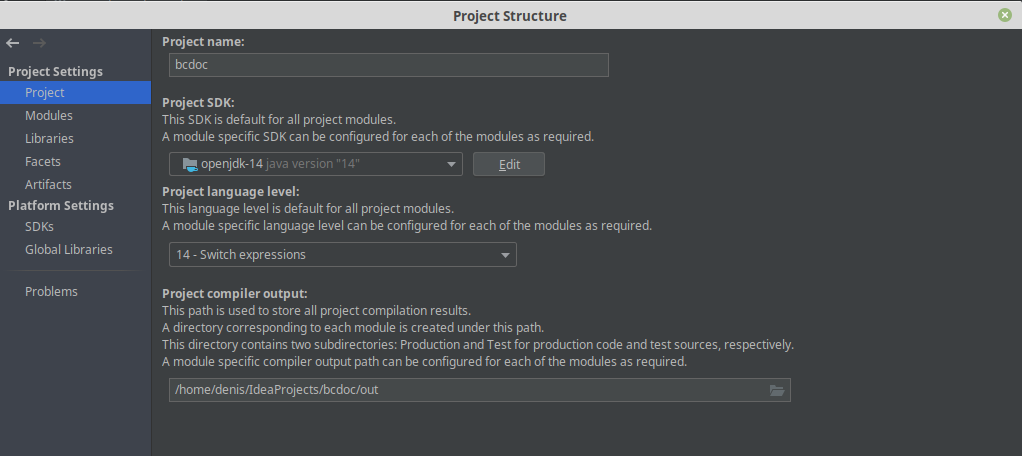 Project Structure
Project Settings
Project
Modules
Libraries
Facets
Artifacts
Platform Settings
SDKs
Global Libraries
Problems
Project name:
bcdoc
Project SDK:
This SDK is default for all project modules.
A module specific SDK can be configured for each of the modules as required.
openjdk-14 java version "14"
Edit
Project language level:
This language level is default for all project modules.
A module specific language level can be configured for each of the modules as required.
14 - Switch expressions
Project compiler output:
This path is used to store all project compilation results.
A directory corresponding to each module is created under this path.
This directory contains two subdirectories: Production and Test for production code and test sources, respectively.
A module specific compiler output path can be configured for each of the modules as required.
/home/denis/IdeaProjects/bcdoc/out